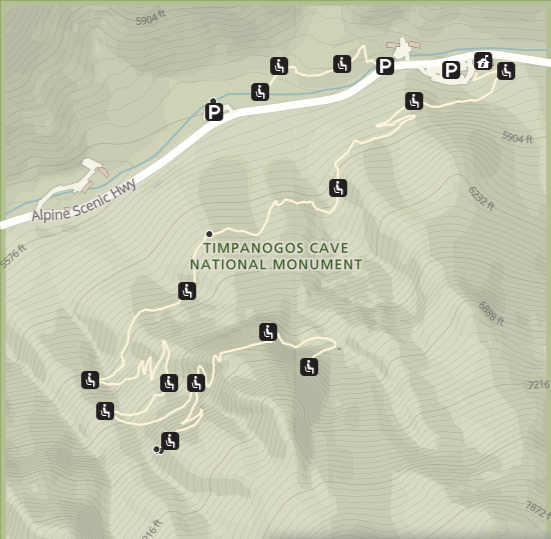 5904 ft
P
P
P
5904 ft
Alpine Scenic Hwy
6232 ft
5576 ft
TIMPANOGOS CAVE
NATIONAL MONUMENT
6888 ft
7216
7872 ft
916 ft